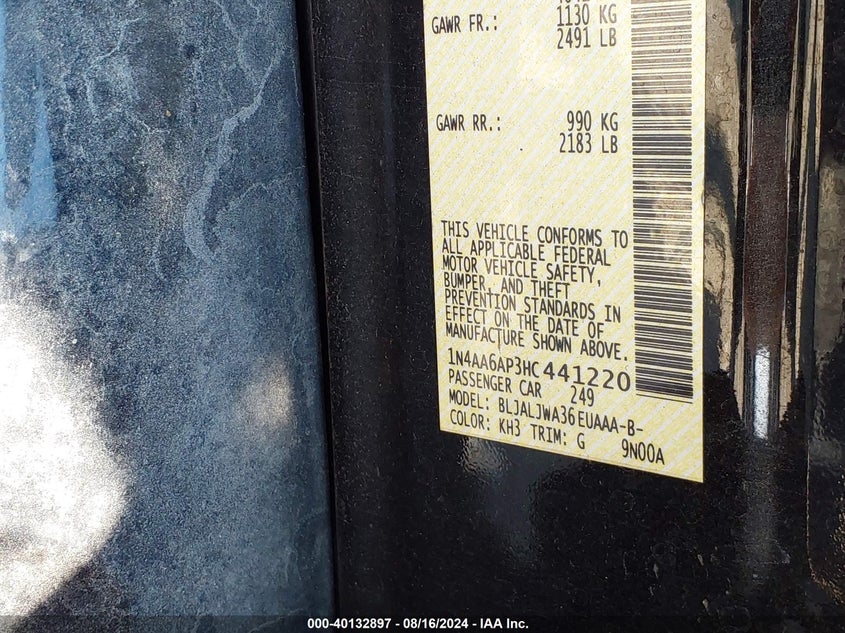 GAWR FR.: 1130 KG
2491 LB
GAWR RR.: 990 KG
2183 LB
THIS VEHICLE CONFORMS TO
ALL APPLICABLE FEDERAL
MOTOR VEHICLE SAFETY,
BUMPER, AND THEFT
PREVENTION STANDARDS IN
EFFECT ON THE DATE OF
MANUFACTURE SHOWN ABOVE.
1N4AA6AP3HC441220
PASSENGER CAR 249
MODEL: BLJALJWA36EUAAA-B-
COLOR: KH3 TRIM: G 9N00A
000-40132897 - 08/16/2024 - IAA Inc.